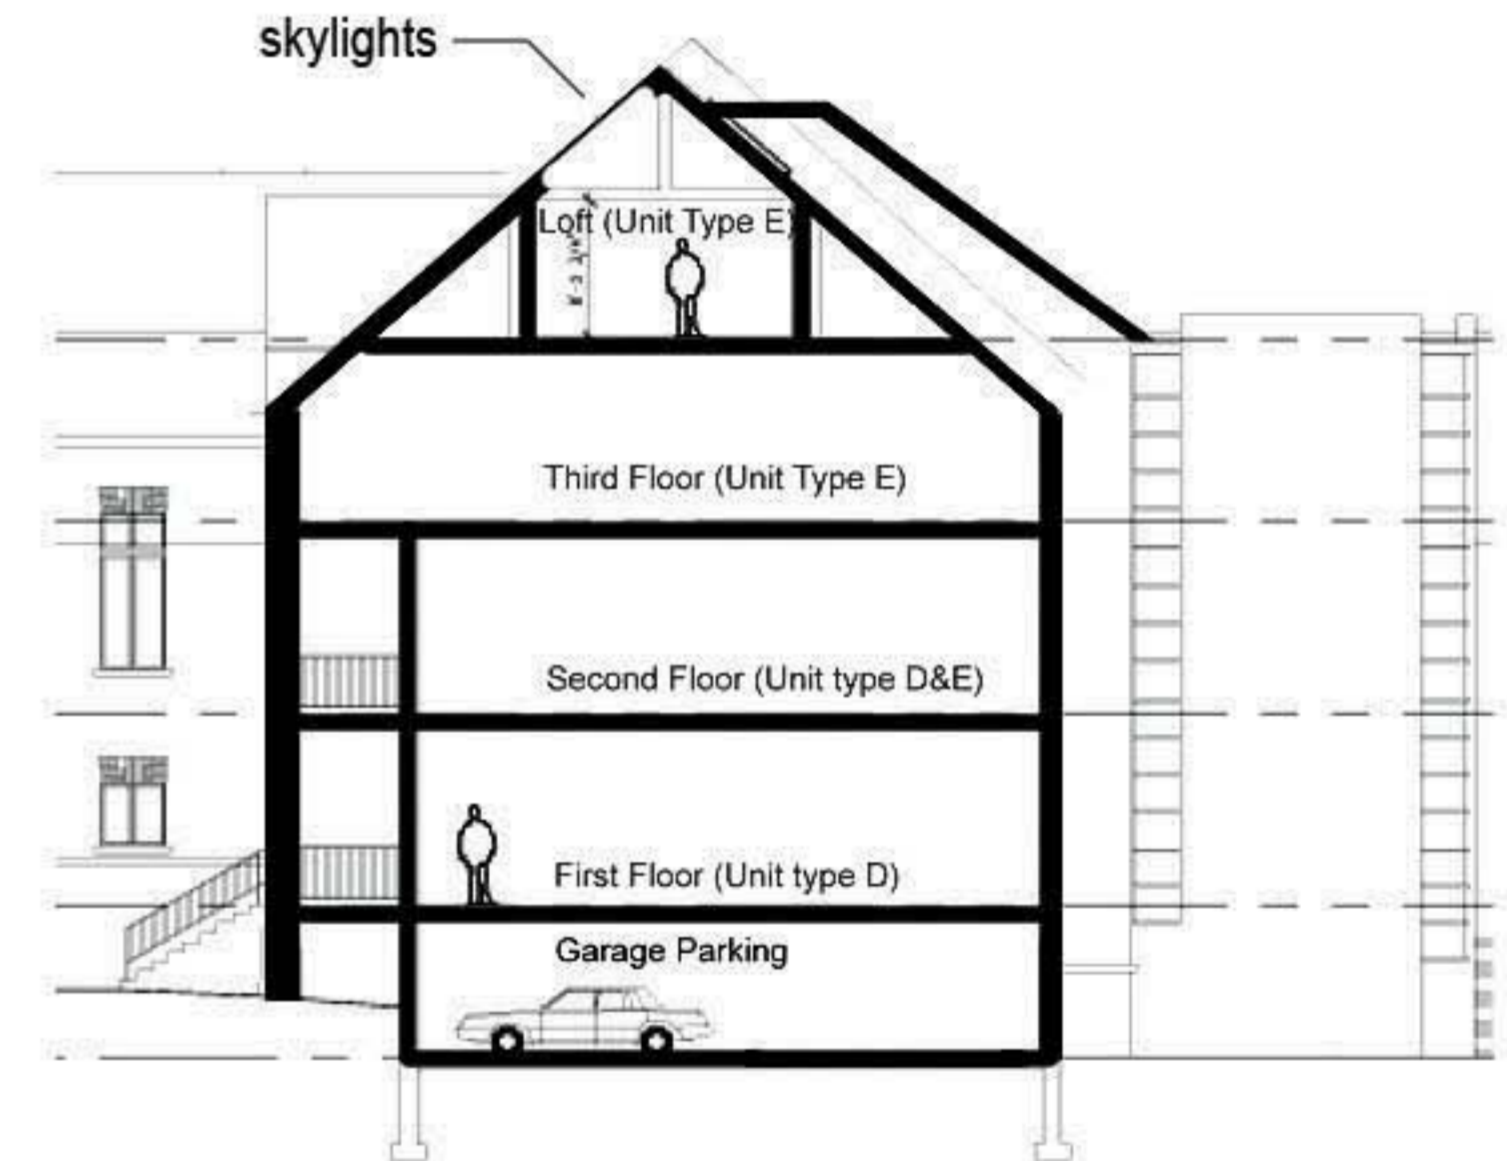 skylights
Loft (Unit Type E)
Third Floor (Unit Type E)
Second Floor (Unit type D&E)
First Floor (Unit type D)
Garage Parking